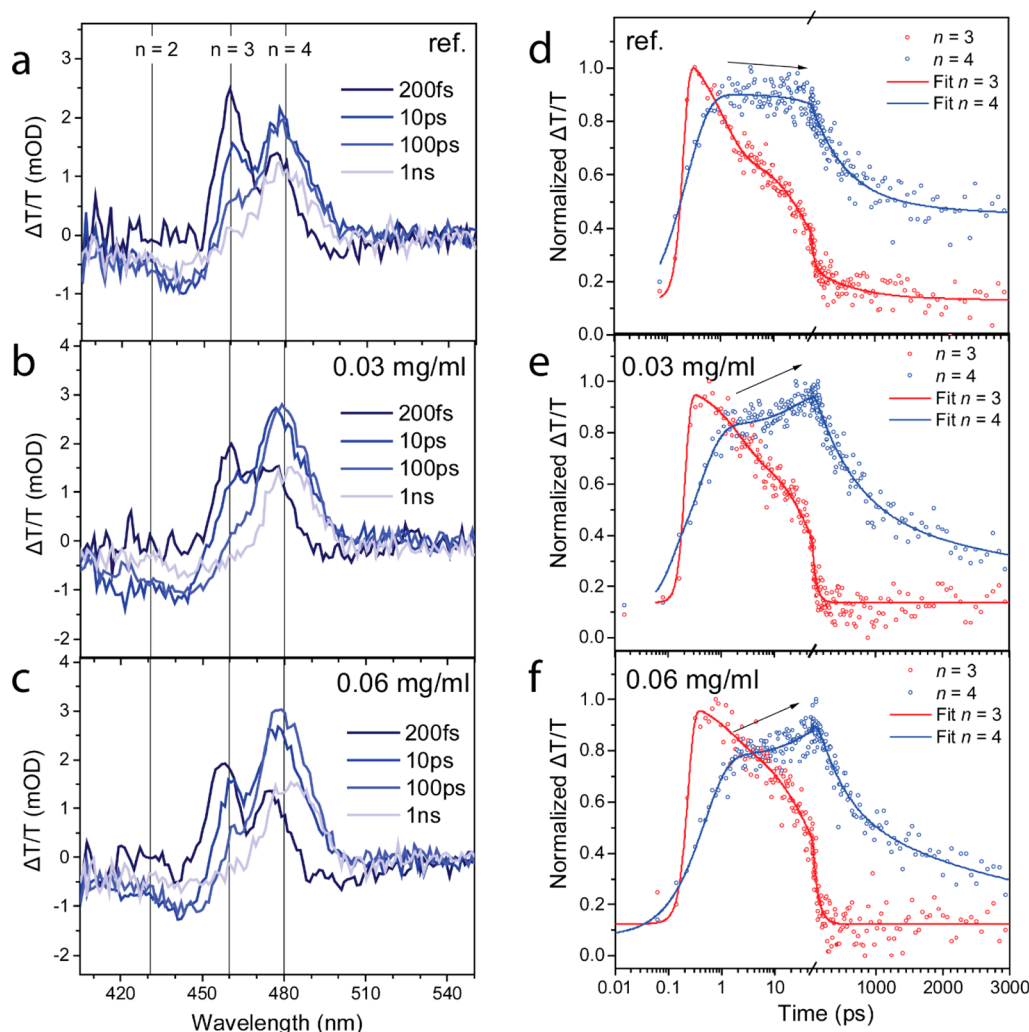 a
n = 2
n = 3
n = 4
ref.
200fs
10ps
100ps
1ns
ΔT/T (mOD)
3
2
1
0
-1
b
0.03 mg/ml
200fs
10ps
100ps
1ns
ΔT/T (mOD)
4
3
2
1
0
-1
-2
c
0.06 mg/ml
200fs
10ps
100ps
1ns
ΔT/T (mOD)
4
3
2
1
0
-1
-2
420
450
480
510
540
Wavelength (nm)
d
ref.
n = 3
n = 4
Fit n = 3
Fit n = 4
Normalized ΔT/T
1.0
0.8
0.6
0.4
0.2
0.0
e
0.03 mg/ml
n = 3
n = 4
Fit n = 3
Fit n = 4
Normalized ΔT/T
1.0
0.8
0.6
0.4
0.2
0.0
f
0.06 mg/ml
n = 3
n = 4
Fit n = 3
Fit n = 4
Normalized ΔT/T
1.0
0.8
0.6
0.4
0.2
0.0
0.01
0.1
1
10
1000
2000
3000
Time (ps)